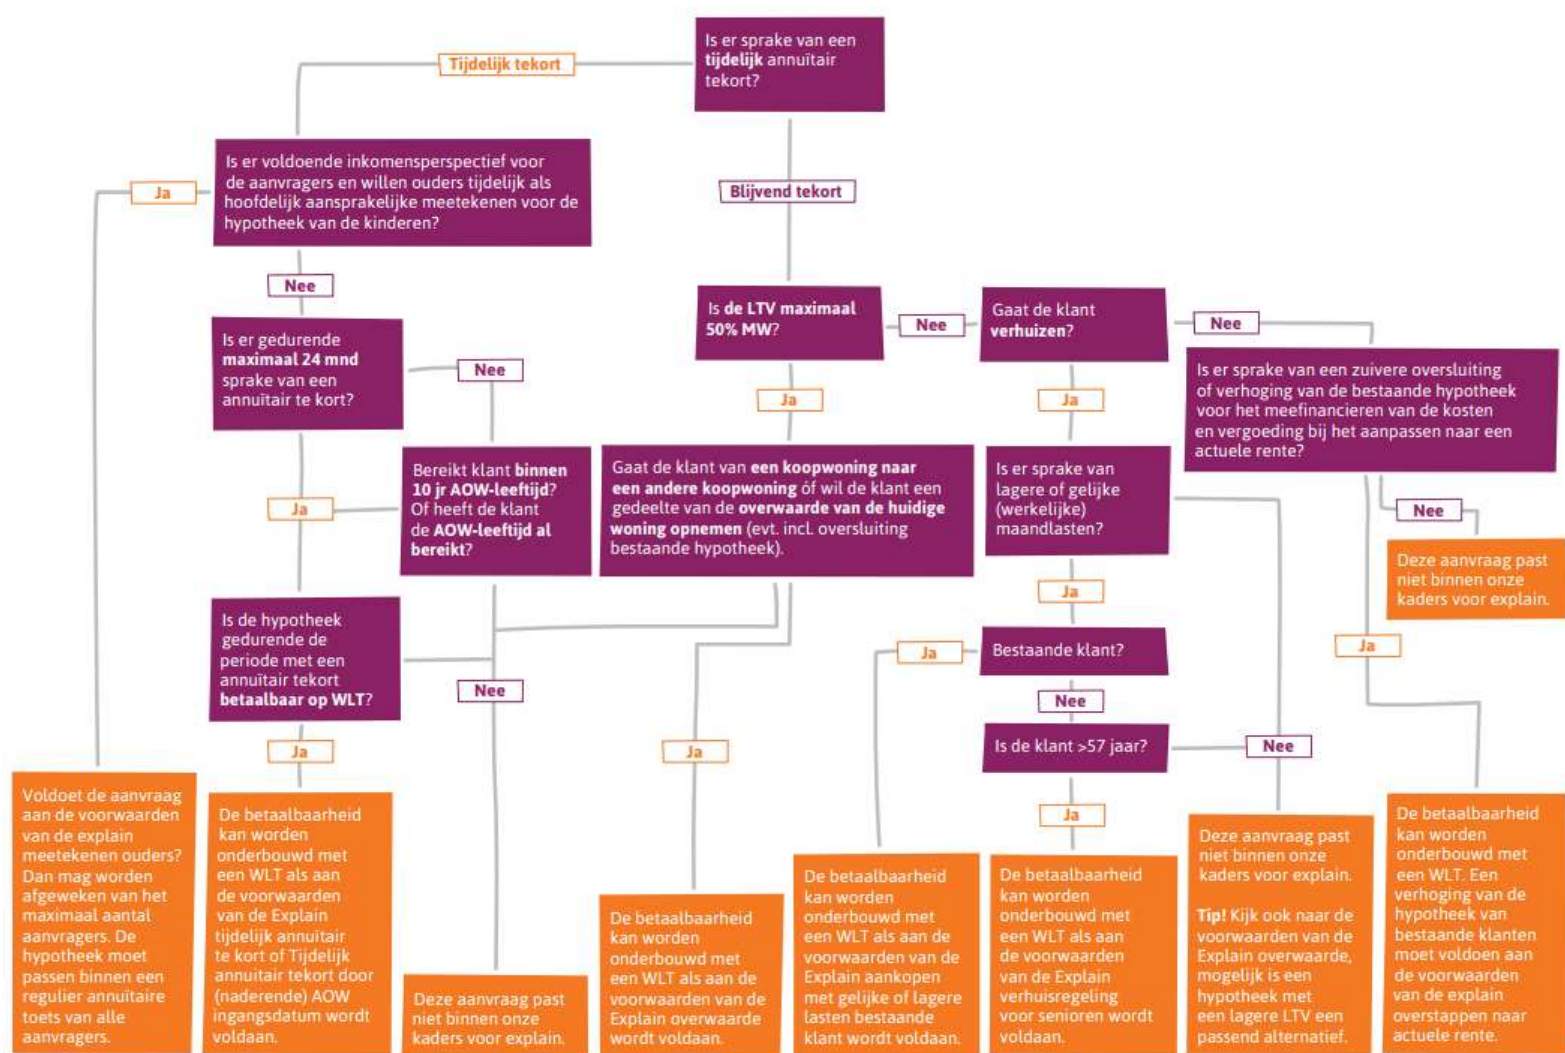 Is er sprake van een
tijdelijk annuïtair
tekort?
Tijdelijk tekort
Is er voldoende inkomensperspectief voor
de aanvragers en willen ouders tijdelijk als
hoofdelijk aansprakelijke meetekenen voor de
hypotheek van de kinderen?
Ja
Blijvend tekort
Nee
Is er gedurende
maximaal 24 mnd
sprake van een
annuïtair te kort?
Nee
Is de LTV maximaal
50% MW?
Nee
Gaat de klant
verhuizen?
Nee
Is er sprake van een zuivere oversluiting
of verhoging van de bestaande hypotheek
voor het meefinancieren van de kosten
en vergoeding bij het aanpassen naar een
actuele rente?
Ja
Ja
Bereikt klant binnen
10 jr AOW-leeftijd?
Of heeft de klant
de AOW-leeftijd al
bereikt?
Ja
Gaat de klant van een koopwoning naar
een andere koopwoning óf wil de klant een
gedeelte van de overwaarde van de huidige
woning opnemen (evt. incl. oversluiting
bestaande hypotheek).
Is er sprake van
lagere of gelijke
(werkelijke)
maandlasten?
Nee
Deze aanvraag past
niet binnen onze
kaders voor explain.
Ja
Is de hypotheek
gedurende de
periode met een
annuïtair tekort
betaalbaar op WLT?
Nee
Ja
Bestaande klant?
Ja
Nee
Ja
Ja
Is de klant >57 jaar?
Nee
Ja
Voldoet de aanvraag
aan de voorwaarden
van de explain
meetekenen ouders?
Dan mag worden
afgeweken van het
maximaal aantal
aanvragers. De
hypotheek moet
passen binnen een
regulier annuïtaire
toets van alle
aanvragers.
De betaalbaarheid
kan worden
onderbouwd met
een WLT als aan
de voorwaarden
van de Explain
tijdelijk annuïtair
te kort of Tijdelijk
annuitair tekort door
(naderende) AOW
ingangsdatum wordt
voldaan.
Deze aanvraag past
niet binnen onze
kaders voor explain.
De betaalbaarheid
kan worden
onderbouwd met
een WLT als aan de
voorwaarden van de
Explain overwaarde
wordt voldaan.
De betaalbaarheid
kan worden
onderbouwd met
een WLT als aan de
voorwaarden van de
Explain aankopen
met gelijke of lagere
lasten bestaande
klant wordt voldaan.
De betaalbaarheid
kan worden
onderbouwd met
een WLT als aan
de voorwaarden
van de Explain
verhuisregeling
voor senioren wordt
voldaan.
Deze aanvraag past
niet binnen onze
kaders voor explain.
Tip! Kijk ook naar de
voorwaarden van de
Explain overwaarde,
mogelijk is een
hypotheek met
een lagere LTV een
passend alternatief.
De betaalbaarheid
kan worden
onderbouwd met
een WLT. Een
verhoging van de
hypotheek van
bestaande klanten
moet voldoen aan
de voorwaarden
van de explain
overstappen naar
actuele rente.